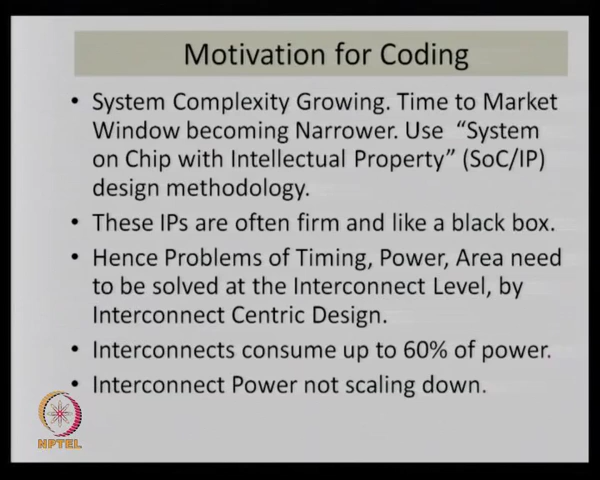 Motivation for Coding
• System Complexity Growing. Time to Market
Window becoming Narrower. Use “System
on Chip with Intellectual Property” (SoC/IP)
design methodology.
• These IPs are often firm and like a black box.
• Hence Problems of Timing, Power, Area need
to be solved at the Interconnect Level, by
Interconnect Centric Design.
• Interconnects consume up to 60% of power.
• Interconnect Power not scaling down.
NPTEL